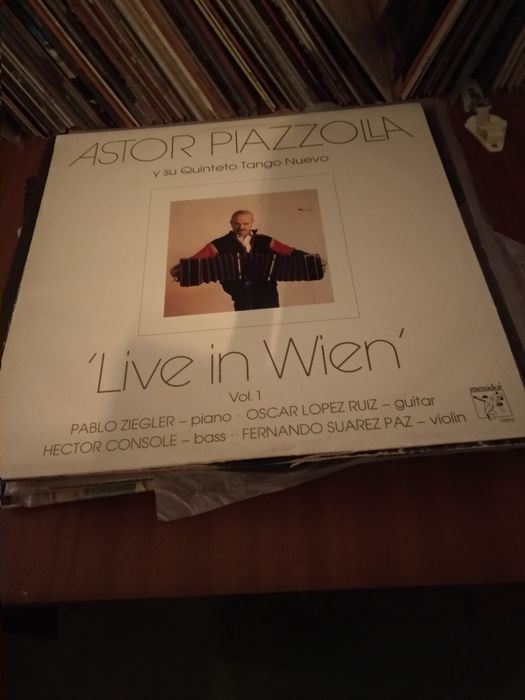 ASTOR PIAZZOLLA
y su Quinteto Tango Nuevo
'Live in Wien'
Vol. 1
PABLO ZIEGLER – piano · OSCAR LOPEZ RUIZ – guitar
HECTOR CONSOLE – bass · FERNANDO SUAREZ PAZ – violin
messidor